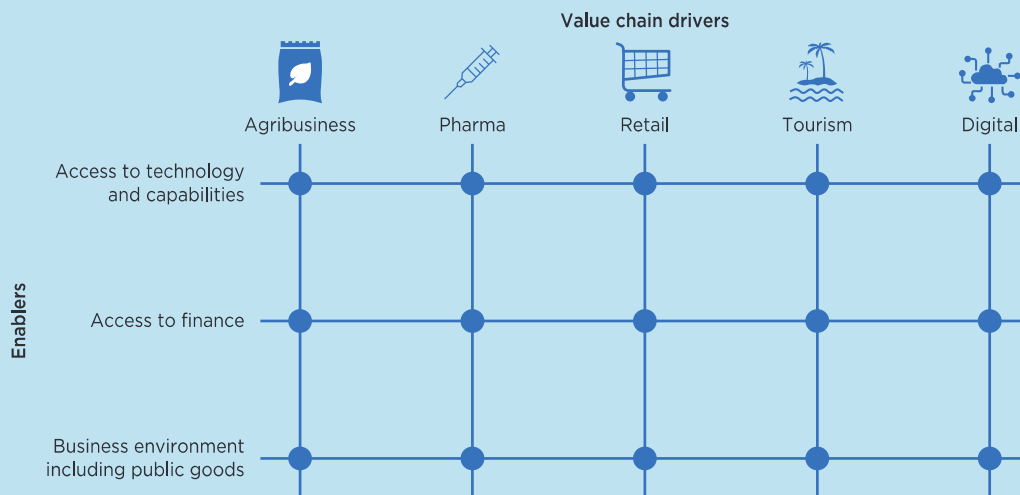 Value chain drivers
Agribusiness
Pharma
Retail
Tourism
Digital
Access to technology
and capabilities
Enablers
Access to finance
Business environment
including public goods